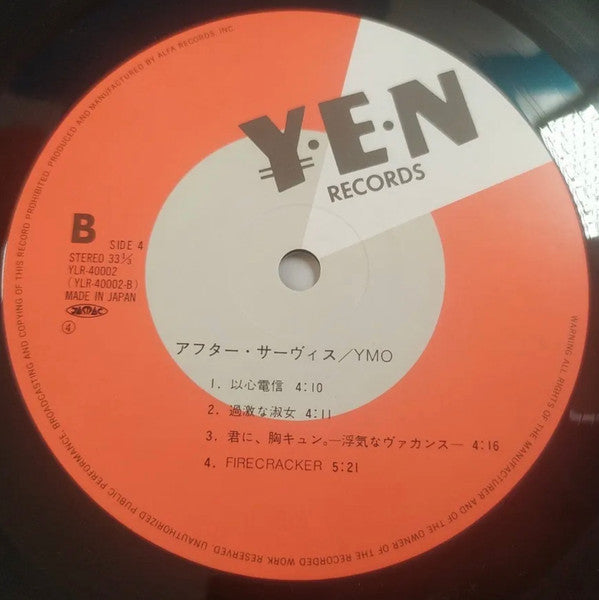 Y·E·N
RECORDS
B SIDE 4
STEREO 33⅓
YLR-40002
(YLR-40002-B)
MADE IN JAPAN
④
アフター・サーヴィス/YMO
1. 以心電信 4:10
2. 過激な淑女 4:11
3. 君に、胸キュン。—浮気なヴァカンス— 4:16
4. FIRECRACKER 5:21
WARNING: ALL RIGHTS OF THE MANUFACTURER AND OF THE OWNER OF THE RECORDED WORK RESERVED. UNAUTHORIZED PUBLIC PERFORMANCE, BROADCASTING AND COPYING OF THIS RECORD PROHIBITED. PRODUCED AND MANUFACTURED BY ALFA RECORDS, INC.